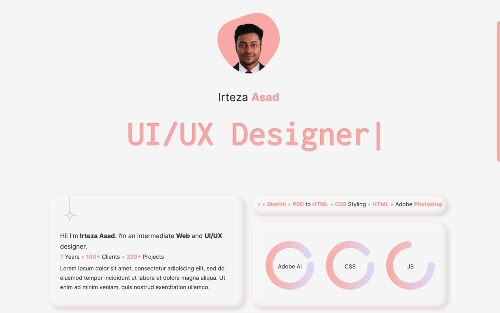 Irteza Asad
UI/UX Designer|
Hi! I'm Irteza Asad. I'm an intermediate Web and UI/UX
designer.
7 Years • 100+ Clients • 220+ Projects
Lorem ipsum dolor sit amet, consectetur adipiscing elit, sed do
eiusmod tempor incididunt ut labore et dolore magna aliqua. Ut
enim ad minim veniam, quis nostrud exercitation ullamco.
• Sketch • PSD to HTML • CSS Styling • HTML • Adobe Photoshop
Adobe AI
CSS
JS